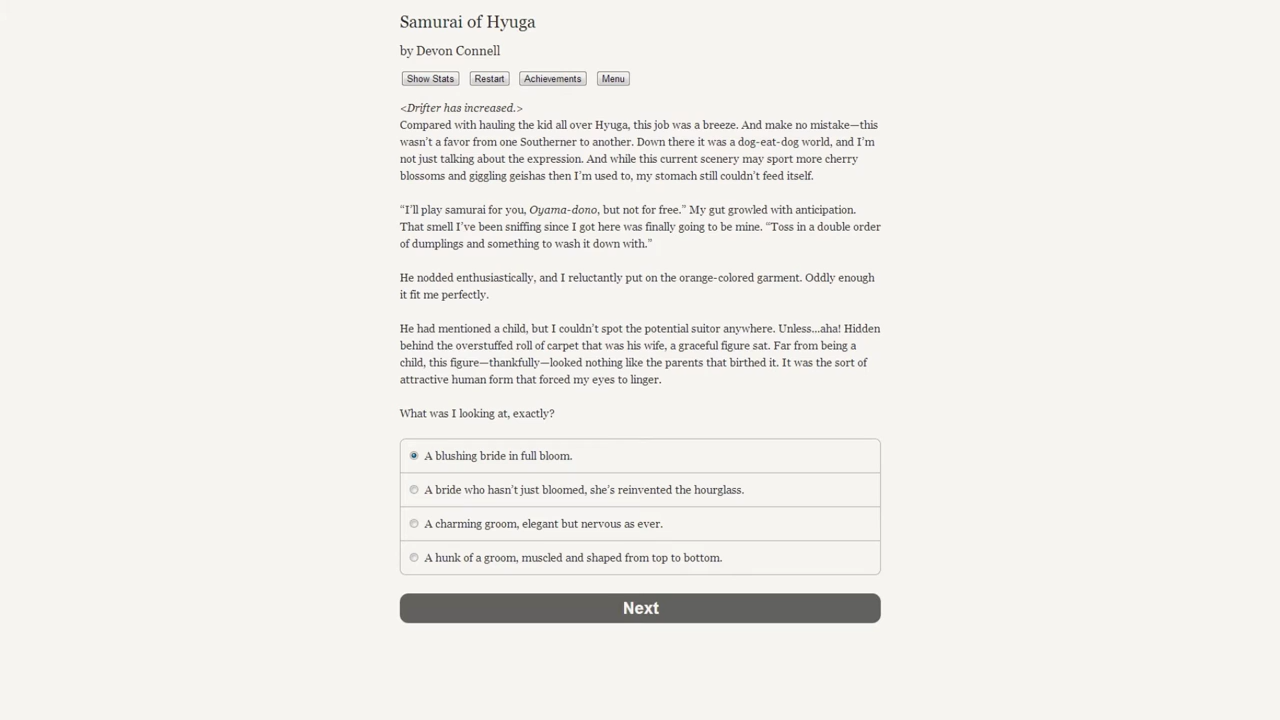 Samurai of Hyuga
by Devon Connell
Show Stats Restart Achievements Menu
<Drifter has increased.>
Compared with hauling the kid all over Hyuga, this job was a breeze. And make no mistake—this
wasn't a favor from one Southerner to another. Down there it was a dog-eat-dog world, and I'm
not just talking about the expression. And while this current scenery may sport more cherry
blossoms and giggling geishas then I'm used to, my stomach still couldn't feed itself.
“I'll play samurai for you, Oyama-dono, but not for free.” My gut growled with anticipation.
That smell I've been sniffing since I got here was finally going to be mine. “Toss in a double order
of dumplings and something to wash it down with.”
He nodded enthusiastically, and I reluctantly put on the orange-colored garment. Oddly enough
it fit me perfectly.
He had mentioned a child, but I couldn't spot the potential suitor anywhere. Unless...aha! Hidden
behind the overstuffed roll of carpet that was his wife, a graceful figure sat. Far from being a
child, this figure—thankfully—looked nothing like the parents that birthed it. It was the sort of
attractive human form that forced my eyes to linger.
What was I looking at, exactly?
A blushing bride in full bloom.
A bride who hasn't just bloomed, she's reinvented the hourglass.
A charming groom, elegant but nervous as ever.
A hunk of a groom, muscled and shaped from top to bottom.
Next